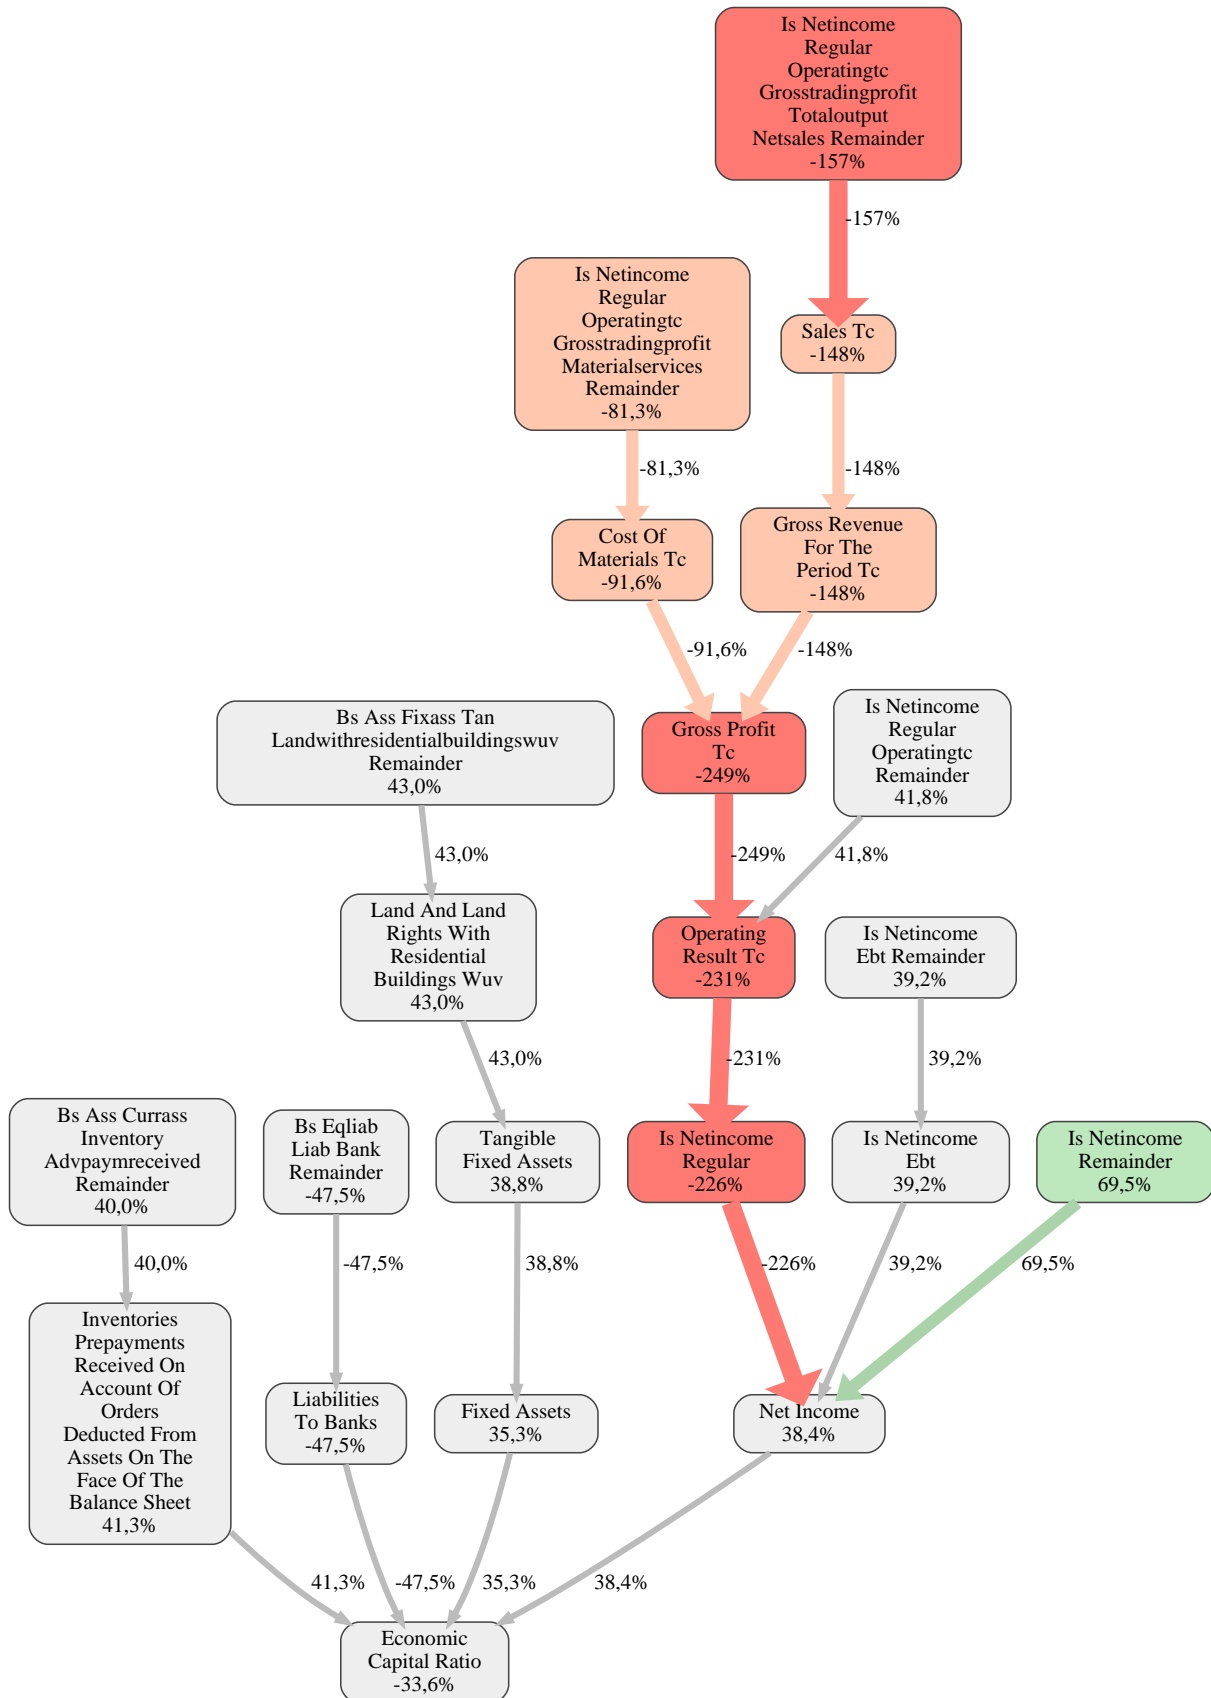 Is Netincome
Regular
Operatingtc
Grosstradingprofit
Totaloutput
Netsales Remainder
-157%
-157%
Is Netincome
Regular
Operatingtc
Grosstradingprofit
Materialservices
Remainder
-81,3%
Sales Tc
-148%
-81,3%
-148%
Cost Of
Materials Tc
-91,6%
Gross Revenue
For The
Period Tc
-148%
-91,6%
-148%
Bs Ass Fixass Tan
Landwithresidentialbuildingswuv
Remainder
43,0%
Gross Profit
Tc
-249%
Is Netincome
Regular
Operatingtc
Remainder
41,8%
43,0%
-249%
41,8%
Land And Land
Rights With
Residential
Buildings Wuv
43,0%
Operating
Result Tc
-231%
Is Netincome
Ebt Remainder
39,2%
43,0%
-231%
39,2%
Bs Ass Currass
Inventory
Advpaymreceived
Remainder
40,0%
Bs Eqliab
Liab Bank
Remainder
-47,5%
Tangible
Fixed Assets
38,8%
Is Netincome
Regular
-226%
Is Netincome
Ebt
39,2%
Is Netincome
Remainder
69,5%
40,0%
-47,5%
38,8%
-226%
39,2%
69,5%
Inventories
Prepayments
Received On
Account Of
Orders
Deducted From
Assets On The
Face Of The
Balance Sheet
41,3%
Liabilities
To Banks
-47,5%
Fixed Assets
35,3%
Net Income
38,4%
41,3%
-47,5%
35,3%
38,4%
Economic
Capital Ratio
-33,6%